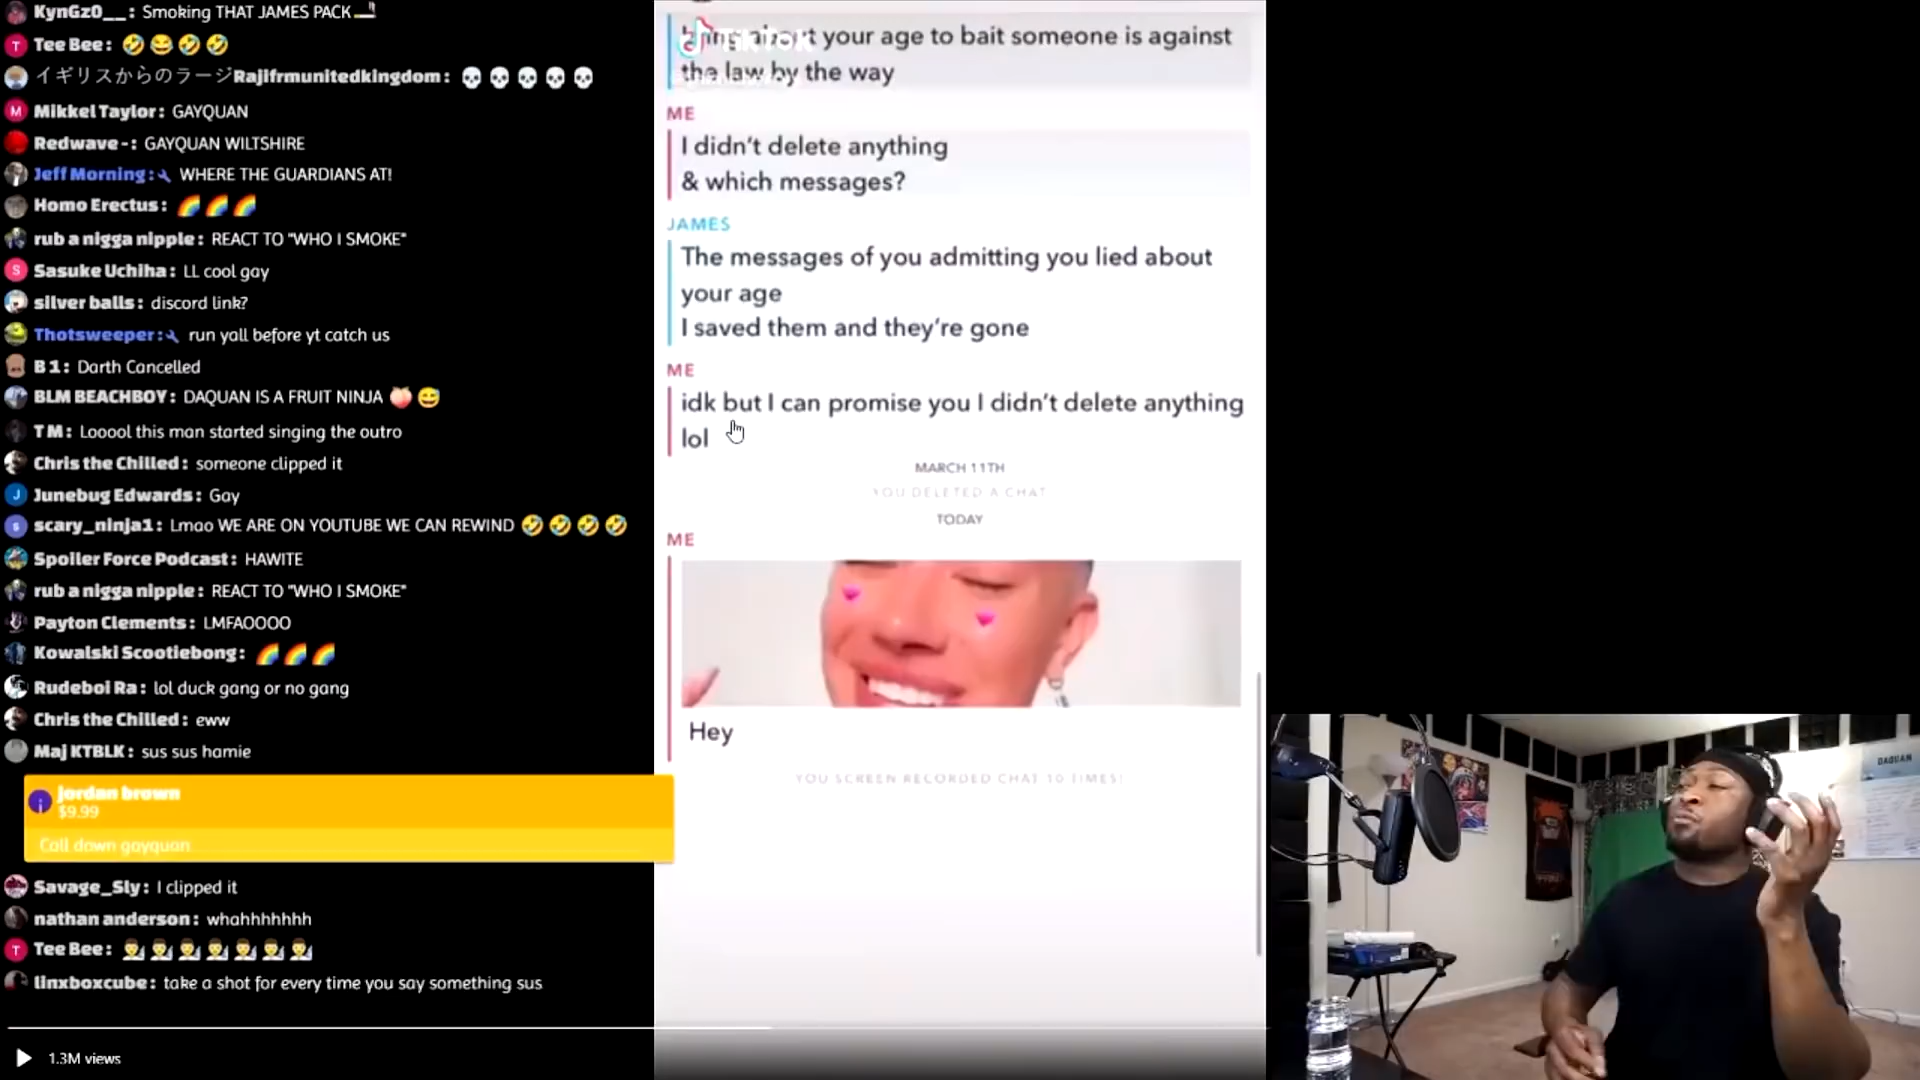 KynGz0__: Smoking THAT JAMES PACK 🚬
Tee Bee: 🤣😂🤣🤣
イギリスからのラージRajifrmunitedkingdom: 💀💀💀💀💀
Mikkel Taylor: GAYQUAN
Redwave-: GAYQUAN WILTSHIRE
Jeff Morning: WHERE THE GUARDIANS AT!
Homo Erectus: 🌈🌈🌈
rub a nigga nipple: REACT TO "WHO I SMOKE"
Sasuke Uchiha: LL cool gay
silver balls: discord link?
Thotsweeper: run yall before yt catch us
B 1: Darth Cancelled
BLM BEACHBOY: DAQUAN IS A FRUIT NINJA 🍑😅
T M: Looool this man started singing the outro
Chris the Chilled: someone clipped it
Junebug Edwards: Gay
scary_ninja1: Lmao WE ARE ON YOUTUBE WE CAN REWIND 🤣🤣🤣🤣
Spoiler Force Podcast: HAWITE
rub a nigga nipple: REACT TO "WHO I SMOKE"
Payton Clements: LMFAOOOO
Kowalski Scootiebong: 🌈🌈🌈
Rudeboi Ra: lol duck gang or no gang
Chris the Chilled: eww
Maj KTBLK: sus sus hamie
jordan brown
$9.99
Call down gayquan
Savage_Sly: I clipped it
nathan anderson: whahhhhhhh
Tee Bee: 👨‍🎨👨‍🎨👨‍🎨👨‍🎨👨‍🎨👨‍🎨👨‍🎨
linxboxcube: take a shot for every time you say something sus
1.3M views
TikTok
about your age to bait someone is against
the law by the way
ME
I didn't delete anything
& which messages?
JAMES
The messages of you admitting you lied about
your age
I saved them and they're gone
ME
idk but I can promise you I didn't delete anything
lol
MARCH 11TH
YOU DELETED A CHAT
TODAY
ME
Hey
YOU SCREEN RECORDED CHAT 10 TIMES!
DAQUAN